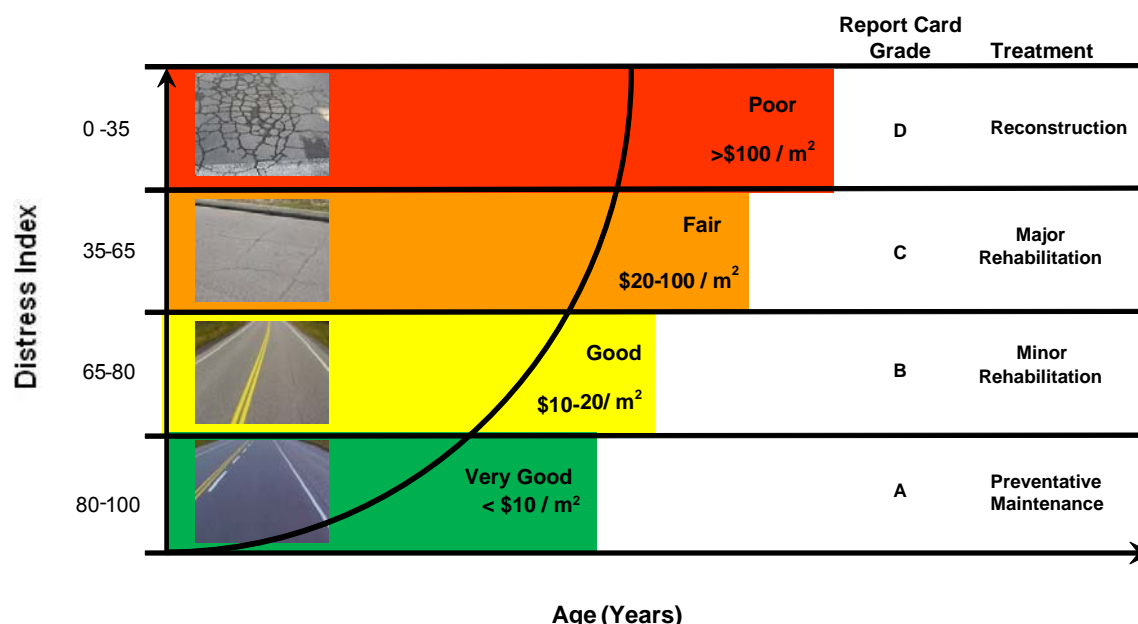 Report Card
Grade
Treatment
Distress Index
0 -35
Poor
>$100 / m²
D
Reconstruction
35-65
Fair
$20-100 / m²
C
Major
Rehabilitation
65-80
Good
$10-20/ m²
B
Minor
Rehabilitation
80-100
Very Good
< $10 / m²
A
Preventative
Maintenance
Age (Years)